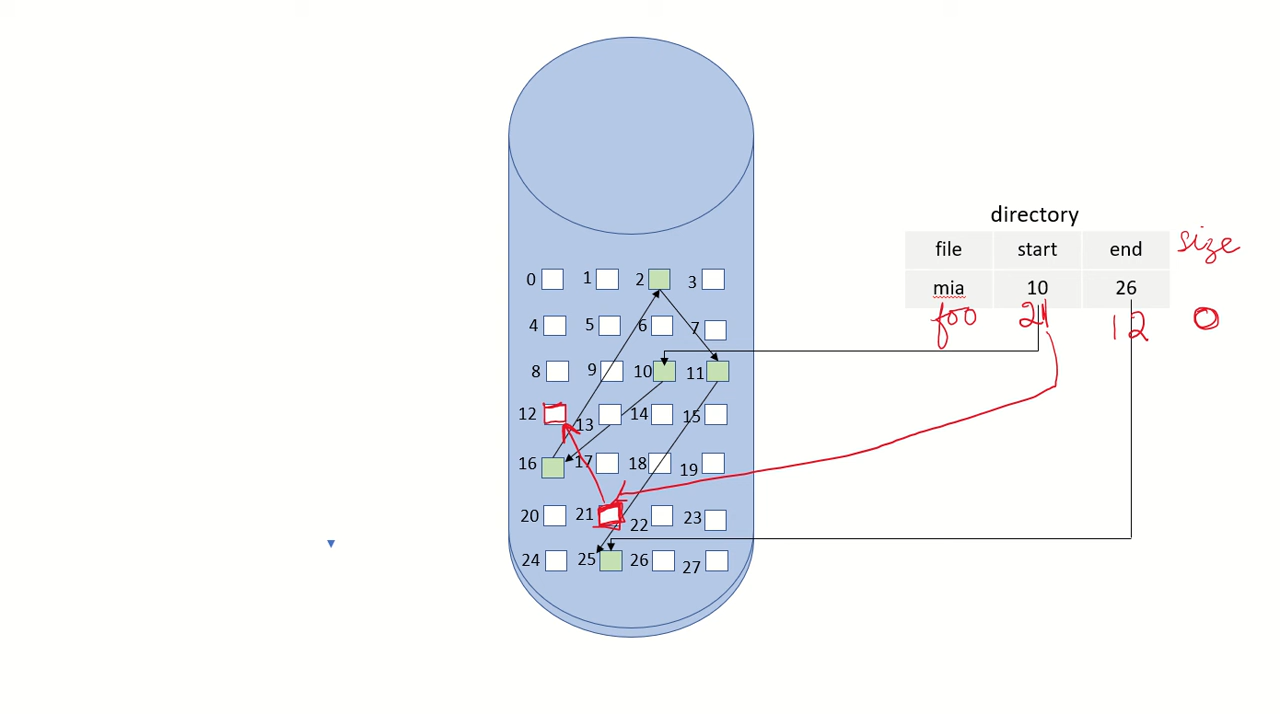 directory
file start end size
mia 10 26
foo 21 12 0
0 1 2 3
4 5 6 7
8 9 10 11
12 13 14 15
16 17 18 19
20 21 22 23
24 25 26 27